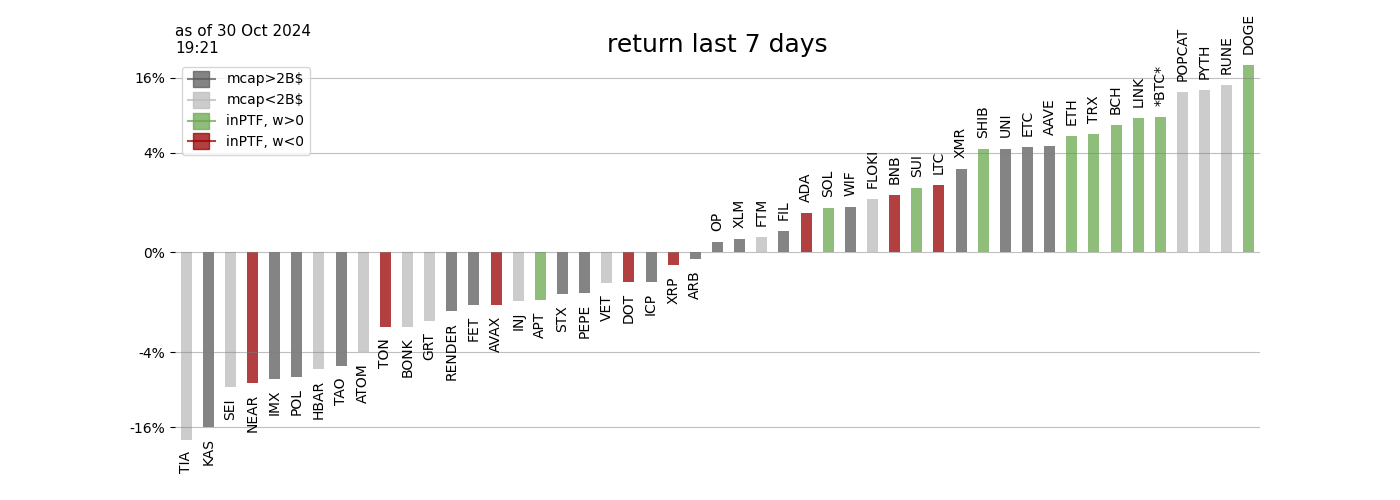 as of 30 Oct 2024
19:21
return last 7 days
mcap>2B$
mcap<2B$
inPTF, w>0
inPTF, w<0
16%
4%
0%
-4%
-16%
TIA
KAS
SEI
NEAR
IMX
POL
HBAR
TAO
ATOM
TON
BONK
GRT
RENDER
FET
AVAX
INJ
APT
STX
PEPE
VET
DOT
ICP
XRP
ARB
OP
XLM
FTM
FIL
ADA
SOL
WIF
FLOKI
BNB
SUI
LTC
XMR
SHIB
UNI
ETC
AAVE
ETH
TRX
BCH
LINK
*BTC*
POPCAT
PYTH
RUNE
DOGE